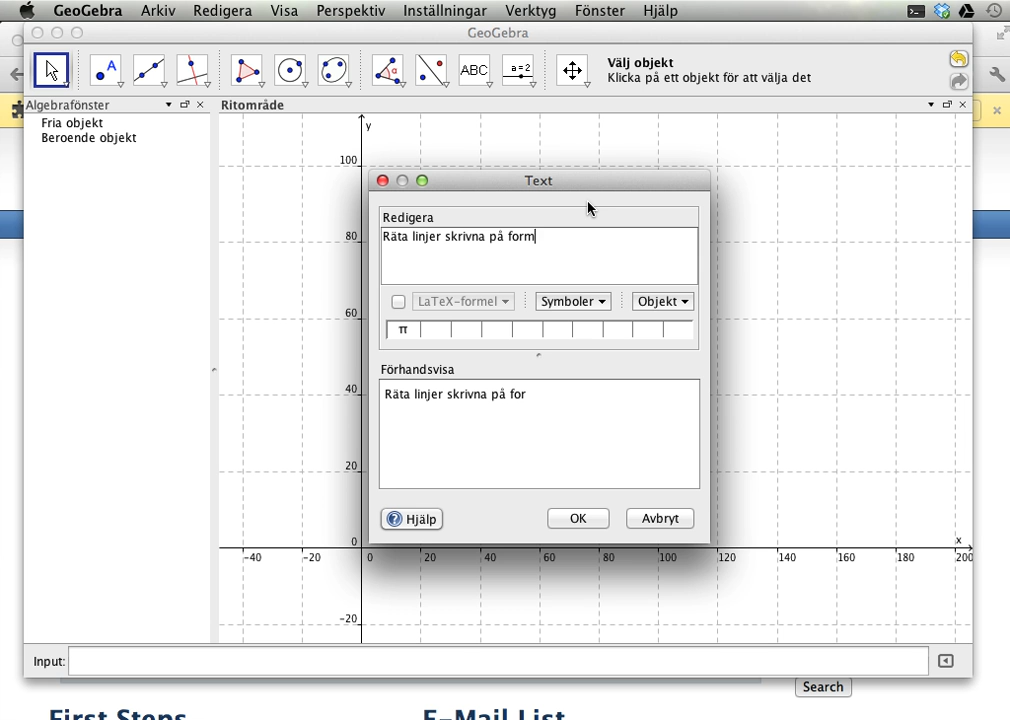 GeoGebra Arkiv Redigera Visa Perspektiv Inställningar Verktyg Fönster Hjälp
GeoGebra
A
ABC
a=2
Välj objekt
Klicka på ett objekt för att välja det
Algebrafönster
Ritområde
Fria objekt
Beroende objekt
y
100
80
60
40
20
0
-20
-40 -20 0 20 40 60 80 100 120 140 160 180 200
x
Text
Redigera
Räta linjer skrivna på form
LaTeX-formel
Symboler
Objekt
π
Förhandsvisa
Räta linjer skrivna på for
Hjälp
OK
Avbryt
Input:
Search
First Steps
E-Mail List